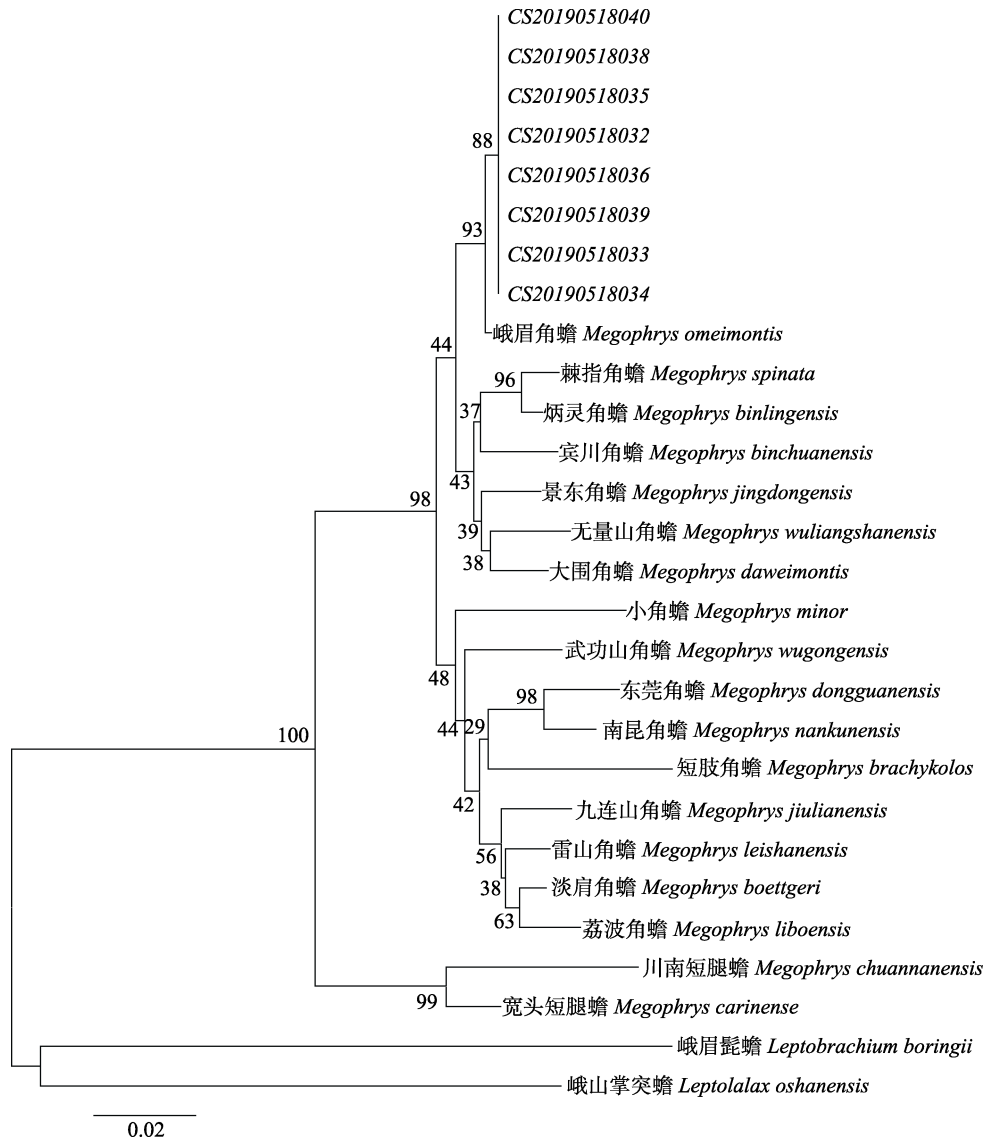 CS20190518040
CS20190518038
CS20190518035
CS20190518032
88
CS20190518036
CS20190518039
93
CS20190518033
CS20190518034
峨眉角蟾 Megophrys omeimontis
44
棘指角蟾 Megophrys spinata
96
炳灵角蟾 Megophrys binlingensis
37
宾川角蟾 Megophrys binchuanensis
43
景东角蟾 Megophrys jingdongensis
98
无量山角蟾 Megophrys wuliangshanensis
39
38
大围角蟾 Megophrys daweimontis
小角蟾 Megophrys minor
武功山角蟾 Megophrys wugongensis
48
东莞角蟾 Megophrys dongguanensis
98
44
29
南昆角蟾 Megophrys nankunensis
100
短肢角蟾 Megophrys brachykolos
42
九连山角蟾 Megophrys jiulianensis
56
雷山角蟾 Megophrys leishanensis
38
淡肩角蟾 Megophrys boettgeri
63
荔波角蟾 Megophrys liboensis
川南短腿蟾 Megophrys chuannanensis
99
宽头短腿蟾 Megophrys carinense
峨眉髭蟾 Leptobrachium boringii
峨山掌突蟾 Leptolalax oshanensis
0.02